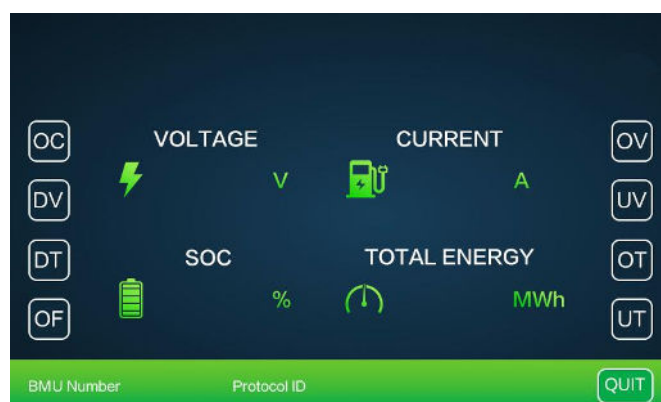 OC
VOLTAGE
CURRENT
OV
V
A
DV
UV
DT
SOC
TOTAL ENERGY
OT
%
MWh
OF
UT
BMU Number
Protocol ID
QUIT